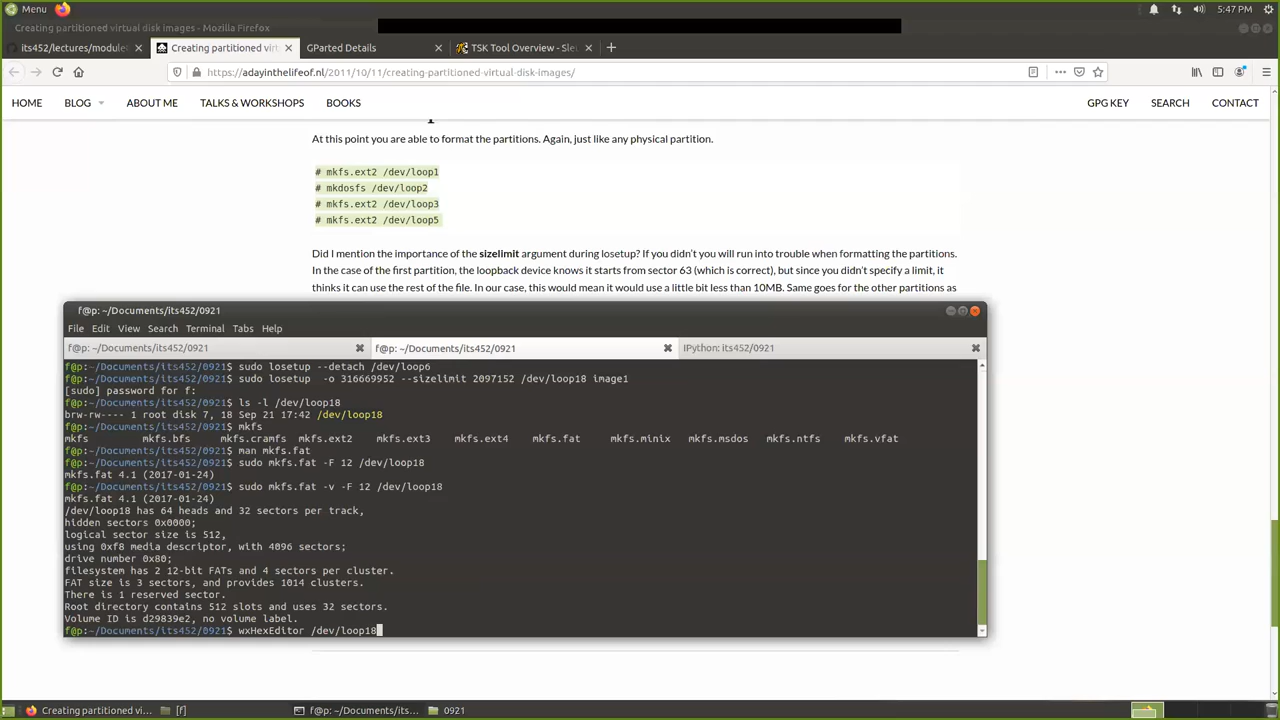 Menu
5:47 PM
Creating partitioned virtual disk images - Mozilla Firefox
its452/lectures/module
Creating partitioned virt
GParted Details
TSK Tool Overview - Sle
https://adayinthelifeof.nl/2011/10/11/creating-partitioned-virtual-disk-images/
HOME BLOG ABOUT ME TALKS & WORKSHOPS BOOKS GPG KEY SEARCH CONTACT
At this point you are able to format the partitions. Again, just like any physical partition.
# mkfs.ext2 /dev/loop1
# mkdosfs /dev/loop2
# mkfs.ext2 /dev/loop3
# mkfs.ext2 /dev/loop5
Did I mention the importance of the sizelimit argument during losetup? If you didn't you will run into trouble when formatting the partitions.
In the case of the first partition, the loopback device knows it starts from sector 63 (which is correct), but since you didn't specify a limit, it
thinks it can use the rest of the file. In our case, this would mean it would use a little bit less than 10MB. Same goes for the other partitions as
f@p: ~/Documents/its452/0921
File Edit View Search Terminal Tabs Help
f@p: ~/Documents/its452/0921
f@p: ~/Documents/its452/0921
IPython: its452/0921
f@p:~/Documents/its452/0921$ sudo losetup --detach /dev/loop6
f@p:~/Documents/its452/0921$ sudo losetup -o 316669952 --sizelimit 2097152 /dev/loop18 image1
[sudo] password for f:
f@p:~/Documents/its452/0921$ ls -l /dev/loop18
brw-rw---- 1 root disk 7, 18 Sep 21 17:42 /dev/loop18
f@p:~/Documents/its452/0921$ mkfs
mkfs mkfs.bfs mkfs.cramfs mkfs.ext2 mkfs.ext3 mkfs.ext4 mkfs.fat mkfs.minix mkfs.msdos mkfs.ntfs mkfs.vfat
f@p:~/Documents/its452/0921$ man mkfs.fat
f@p:~/Documents/its452/0921$ sudo mkfs.fat -F 12 /dev/loop18
mkfs.fat 4.1 (2017-01-24)
f@p:~/Documents/its452/0921$ sudo mkfs.fat -v -F 12 /dev/loop18
mkfs.fat 4.1 (2017-01-24)
/dev/loop18 has 64 heads and 32 sectors per track,
hidden sectors 0x0000;
logical sector size is 512,
using 0xf8 media descriptor, with 4096 sectors;
drive number 0x80;
filesystem has 2 12-bit FATs and 4 sectors per cluster.
FAT size is 3 sectors, and provides 1014 clusters.
There is 1 reserved sector.
Root directory contains 512 slots and uses 32 sectors.
Volume ID is d29839e2, no volume label.
f@p:~/Documents/its452/0921$ wxHexEditor /dev/loop18
Creating partitioned vi...
[f]
f@p: ~/Documents/its...
0921